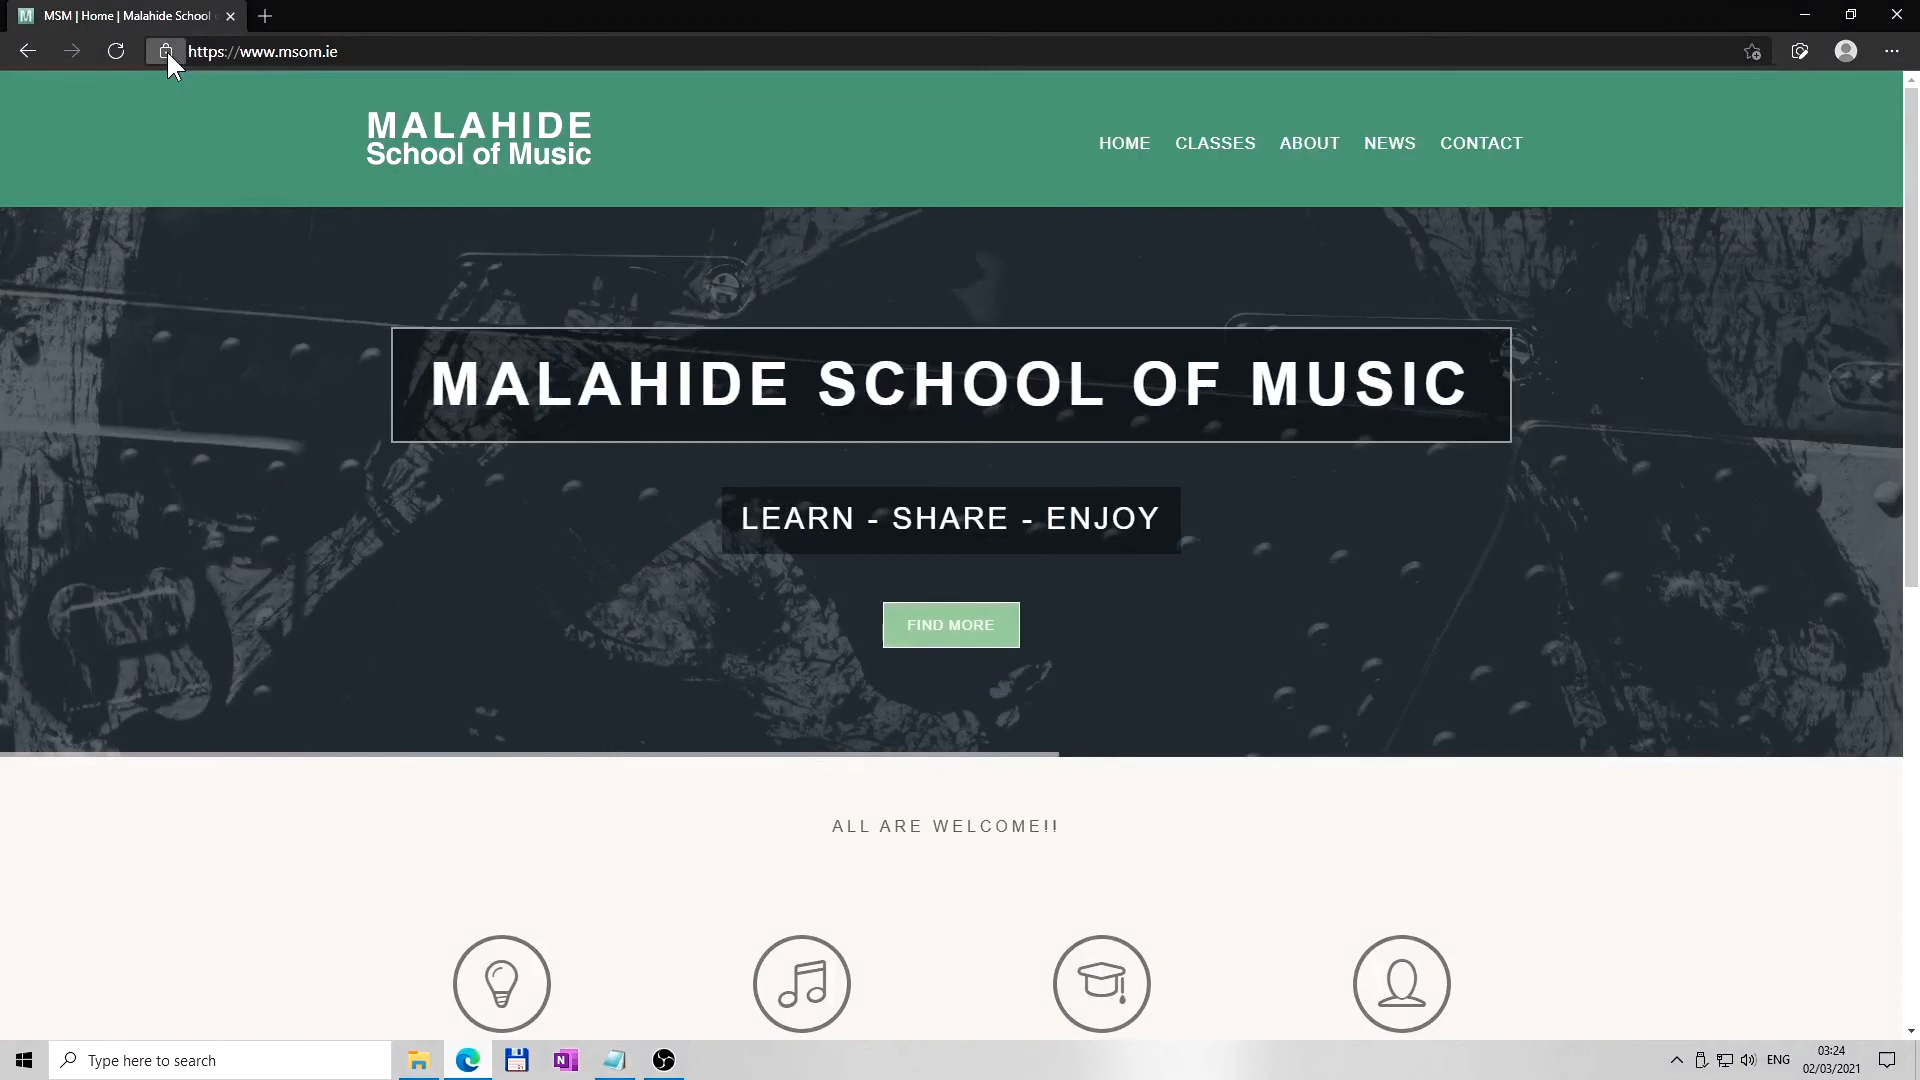 MSM | Home | Malahide School
https://www.msom.ie
MALAHIDE
School of Music
HOME CLASSES ABOUT NEWS CONTACT
MALAHIDE SCHOOL OF MUSIC
LEARN - SHARE - ENJOY
FIND MORE
ALL ARE WELCOME!!
Type here to search
ENG
03:24
02/03/2021